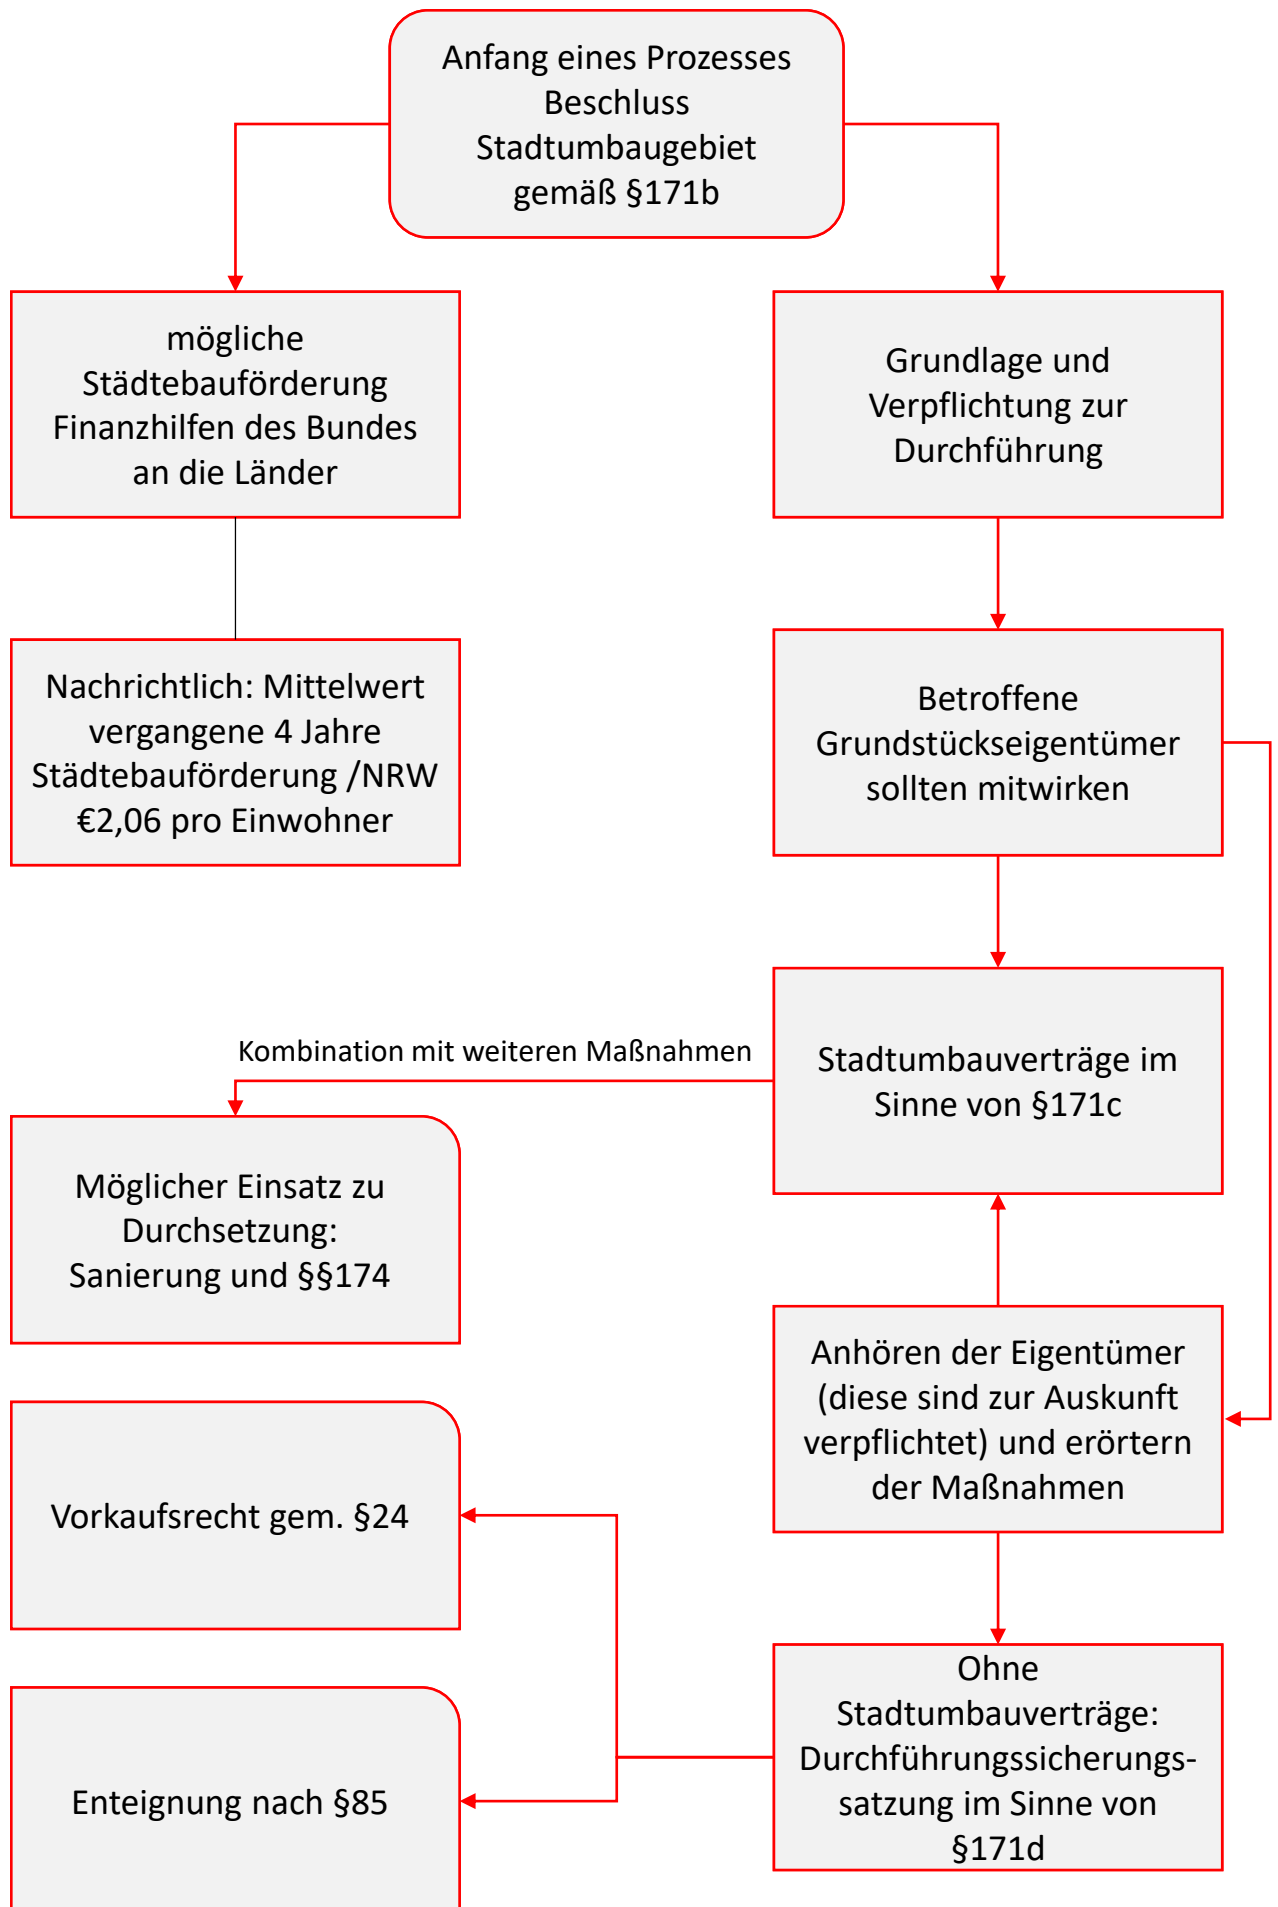 Anfang eines Prozesses
Beschluss
Stadtumbaugebiet
gemäß §171b
mögliche
Städtebauförderung
Finanzhilfen des Bundes
an die Länder
Grundlage und
Verpflichtung zur
Durchführung
Nachrichtlich: Mittelwert
vergangene 4 Jahre
Städtebauförderung /NRW
€2,06 pro Einwohner
Betroffene
Grundstückseigentümer
sollten mitwirken
Kombination mit weiteren Maßnahmen
Stadtumbauverträge im
Sinne von §171c
Möglicher Einsatz zu
Durchsetzung:
Sanierung und §§174
Anhören der Eigentümer
(diese sind zur Auskunft
verpflichtet) und erörtern
der Maßnahmen
Vorkaufsrecht gem. §24
Ohne
Stadtumbauverträge:
Durchführungssicherungs-
satzung im Sinne von
§171d
Enteignung nach §85